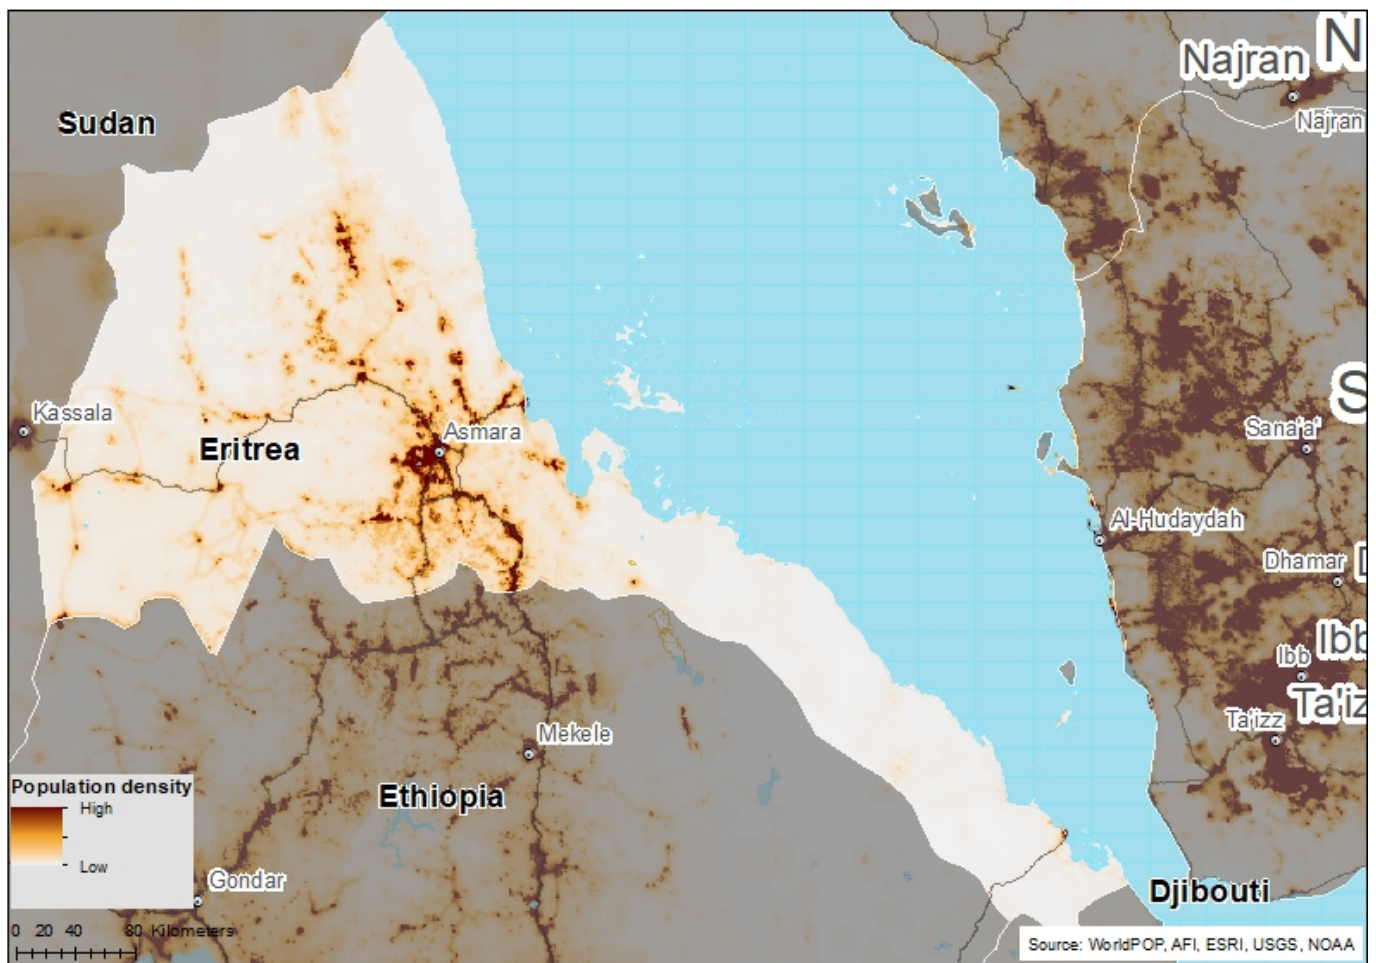 Najran
N
Sudan
Najran
Kassala
S
Eritrea
Asmara
Sana'a'
Al-Hudaydah
Dhamar
D
Ibb
Ibb
Ta'iz
Ta'izz
Mekele
Population density
Ethiopia
High
Low
Gondar
Djibouti
0 20 40 80 Kilometers
Source: WorldPOP, AFI, ESRI, USGS, NOAA